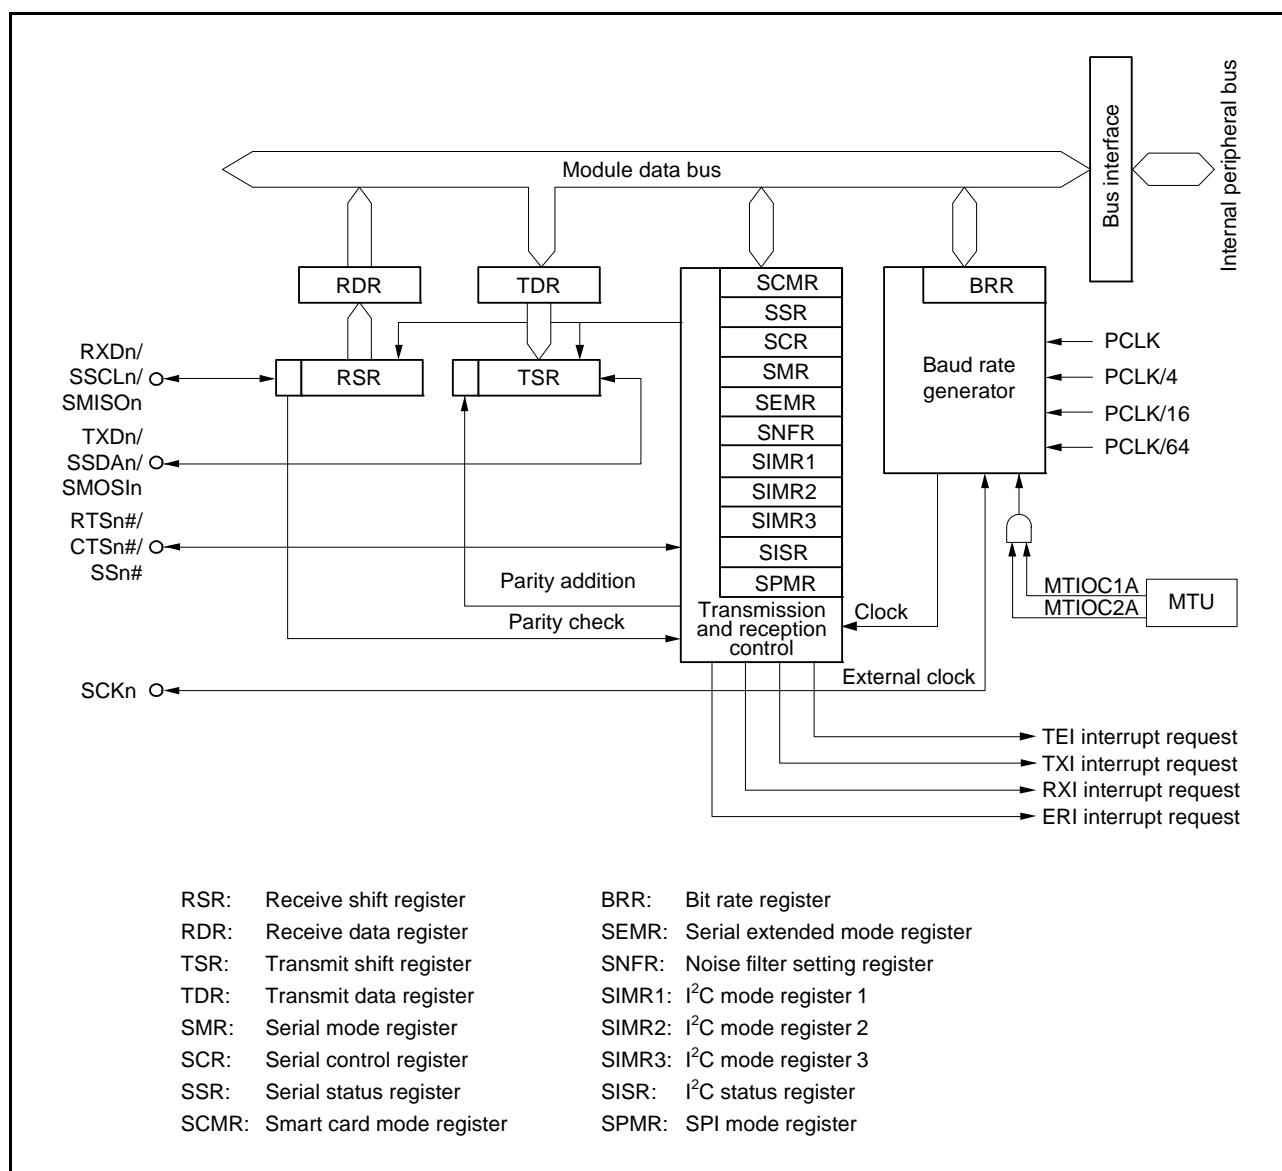 Module data bus
Bus interface
Internal peripheral bus
RDR
TDR
SCMR
BRR
SSR
SCR
SMR
SEMR
SNFR
SIMR1
SIMR2
SIMR3
SISR
SPMR
Transmission
and reception
control
RXDn/
SSCLn/
SMISOn
RSR
TSR
Baud rate
generator
PCLK
PCLK/4
PCLK/16
PCLK/64
TXDn/
SSDAn/
SMOSIn
RTSn#/
CTSn#/
SSn#
Parity addition
Parity check
Clock
MTIOC1A
MTIOC2A
MTU
SCKn
External clock
TEI interrupt request
TXI interrupt request
RXI interrupt request
ERI interrupt request
RSR: Receive shift register
RDR: Receive data register
TSR: Transmit shift register
TDR: Transmit data register
SMR: Serial mode register
SCR: Serial control register
SSR: Serial status register
SCMR: Smart card mode register
BRR: Bit rate register
SEMR: Serial extended mode register
SNFR: Noise filter setting register
SIMR1: I²C mode register 1
SIMR2: I²C mode register 2
SIMR3: I²C mode register 3
SISR: I²C status register
SPMR: SPI mode register